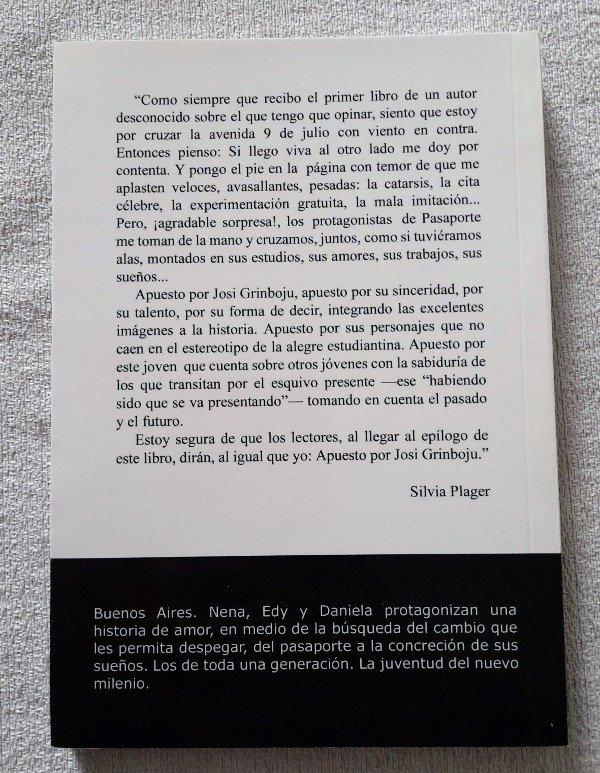 “Como siempre que recibo el primer libro de un autor
desconocido sobre el que tengo que opinar, siento que estoy
por cruzar la avenida 9 de julio con viento en contra.
Entonces pienso: Si llego viva al otro lado me doy por
contenta. Y pongo el pie en la página con temor de que me
aplasten veloces, avasallantes, pesadas: la catarsis, la cita
célebre, la experimentación gratuita, la mala imitación...
Pero, ¡agradable sorpresa!, los protagonistas de Pasaporte
me toman de la mano y cruzamos, juntos, como si tuviéramos
alas, montados en sus estudios, sus amores, sus trabajos, sus
sueños...
Apuesto por Josi Grinboju, apuesto por su sinceridad, por
su talento, por su forma de decir, integrando las excelentes
imágenes a la historia. Apuesto por sus personajes que no
caen en el estereotipo de la alegre estudiantina. Apuesto por
este joven que cuenta sobre otros jóvenes con la sabiduría de
los que transitan por el esquivo presente —ese “habiendo
sido que se va presentando”— tomando en cuenta el pasado
y el futuro.
Estoy segura de que los lectores, al llegar al epílogo de
este libro, dirán, al igual que yo: Apuesto por Josi Grinboju.”
Silvia Plager
Buenos Aires. Nena, Edy y Daniela protagonizan una
historia de amor, en medio de la búsqueda del cambio que
les permita despegar, del pasaporte a la concreción de sus
sueños. Los de toda una generación. La juventud del nuevo
milenio.